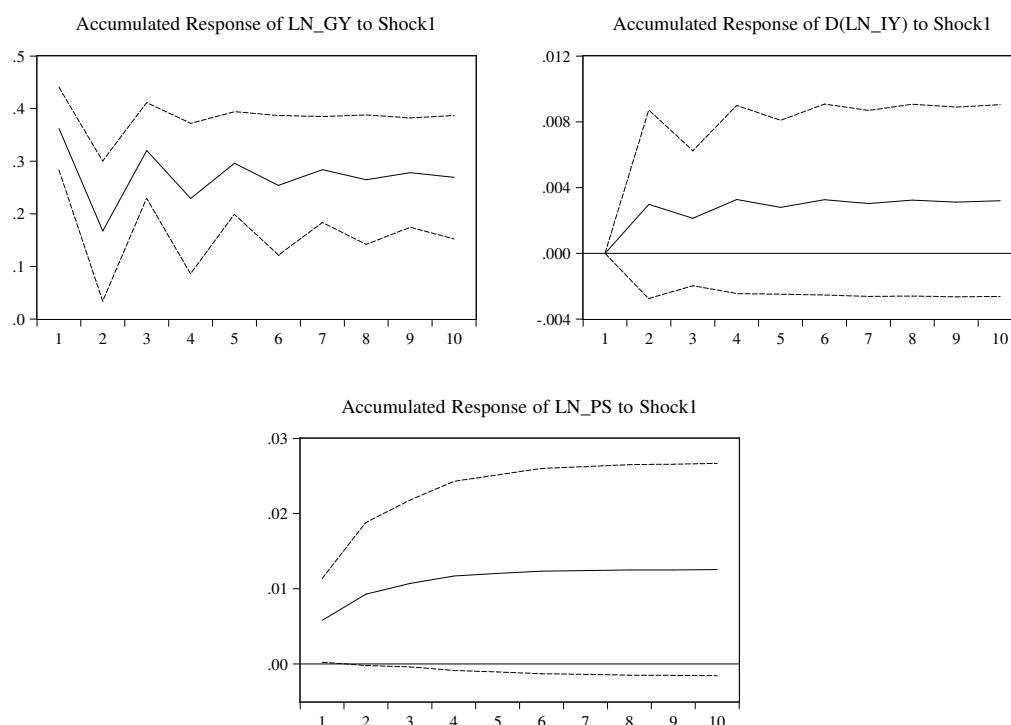 Accumulated Response of LN_GY to Shock1
.5
.4
.3
.2
.1
.0
1 2 3 4 5 6 7 8 9 10
Accumulated Response of D(LN_IY) to Shock1
.012
.008
.004
.000
-.004
1 2 3 4 5 6 7 8 9 10
Accumulated Response of LN_PS to Shock1
.03
.02
.01
.00
1 2 3 4 5 6 7 8 9 10